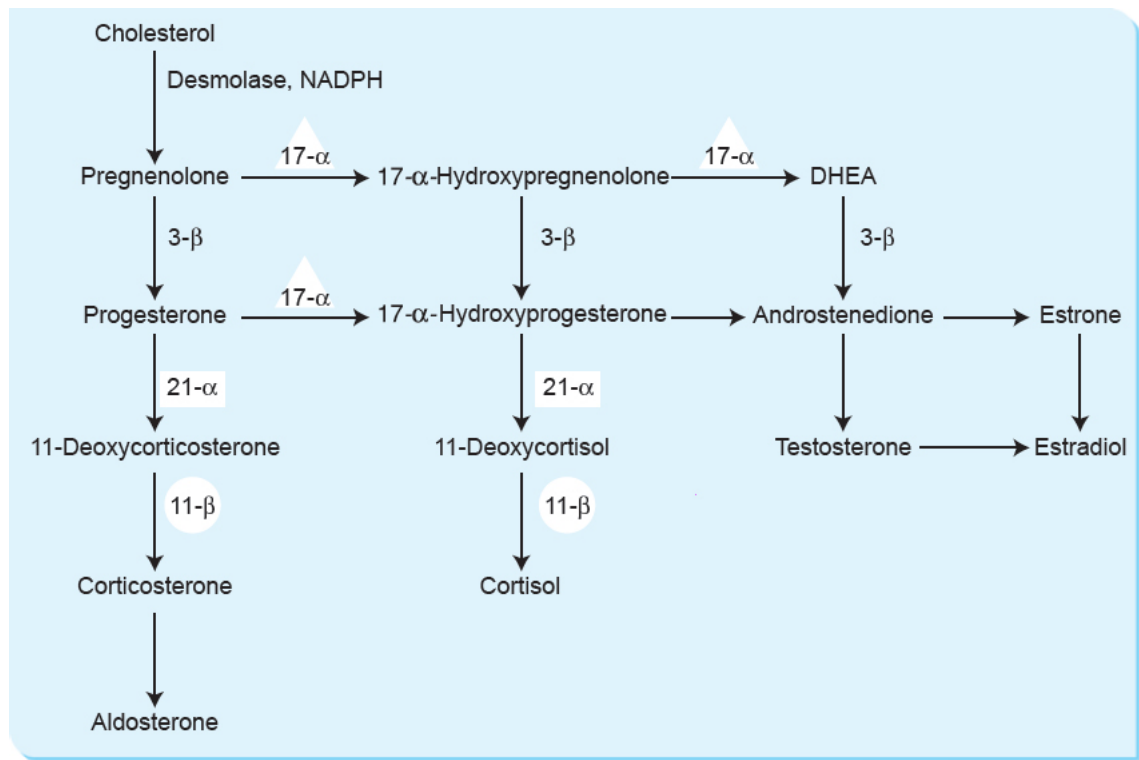 Cholesterol
Desmolase, NADPH
17-α
17-α
Pregnenolone
17-α-Hydroxypregnenolone
DHEA
3-β
3-β
3-β
17-α
Progesterone
17-α-Hydroxyprogesterone
Androstenedione
Estrone
21-α
21-α
11-Deoxycorticosterone
11-Deoxycortisol
Testosterone
Estradiol
11-β
11-β
Corticosterone
Cortisol
Aldosterone